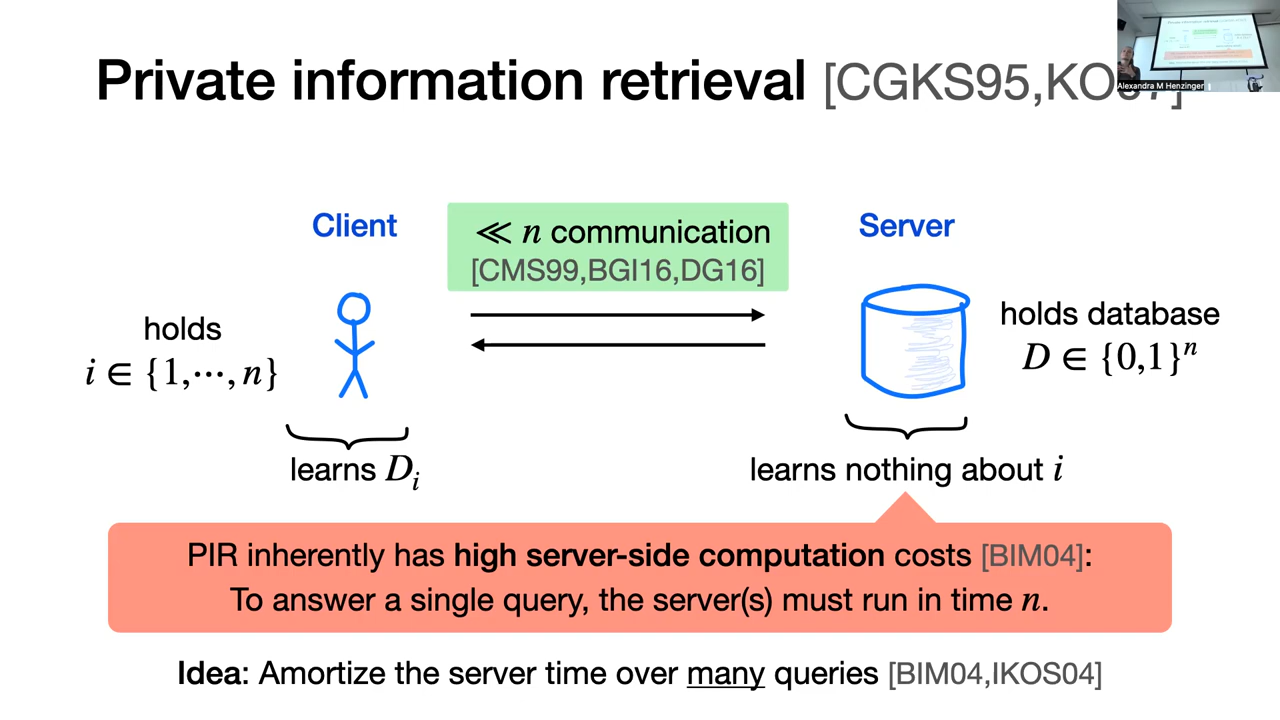 Private information retrieval [CGKS95,
Alexandra M Henzinger
Client
≪ n communication
[CMS99,BGI16,DG16]
Server
holds
i ∈ {1,⋯,n}
holds database
D ∈ {0,1}ⁿ
learns Dᵢ
learns nothing about i
PIR inherently has high server-side computation costs [BIM04]:
To answer a single query, the server(s) must run in time n.
Idea: Amortize the server time over many queries [BIM04,IKOS04]